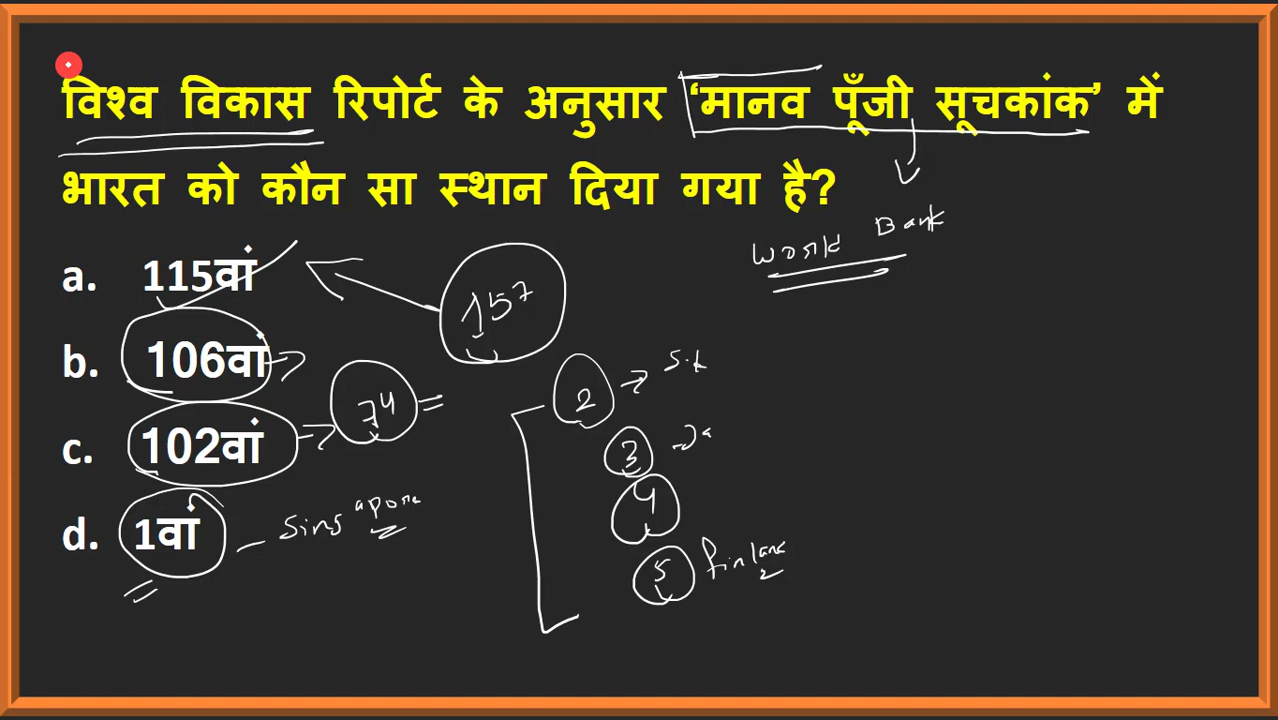 विश्व विकास रिपोर्ट के अनुसार ‘मानव पूँजी सूचकांक’ में
भारत को कौन सा स्थान दिया गया है?
World Bank
a. 115वां
157
b. 106वां
74
2
c. 102वां
3
4
d. 1वां
Singapore
5 finland